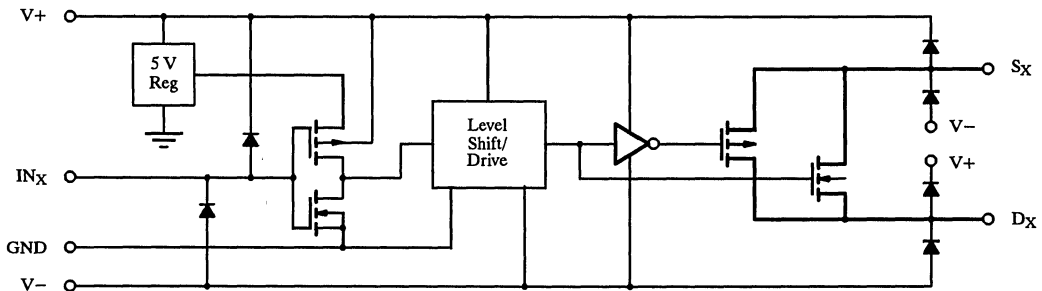 V+
5 V
Reg
S_X
Level
Shift/
Drive
V−
V+
IN_X
GND
D_X
V−